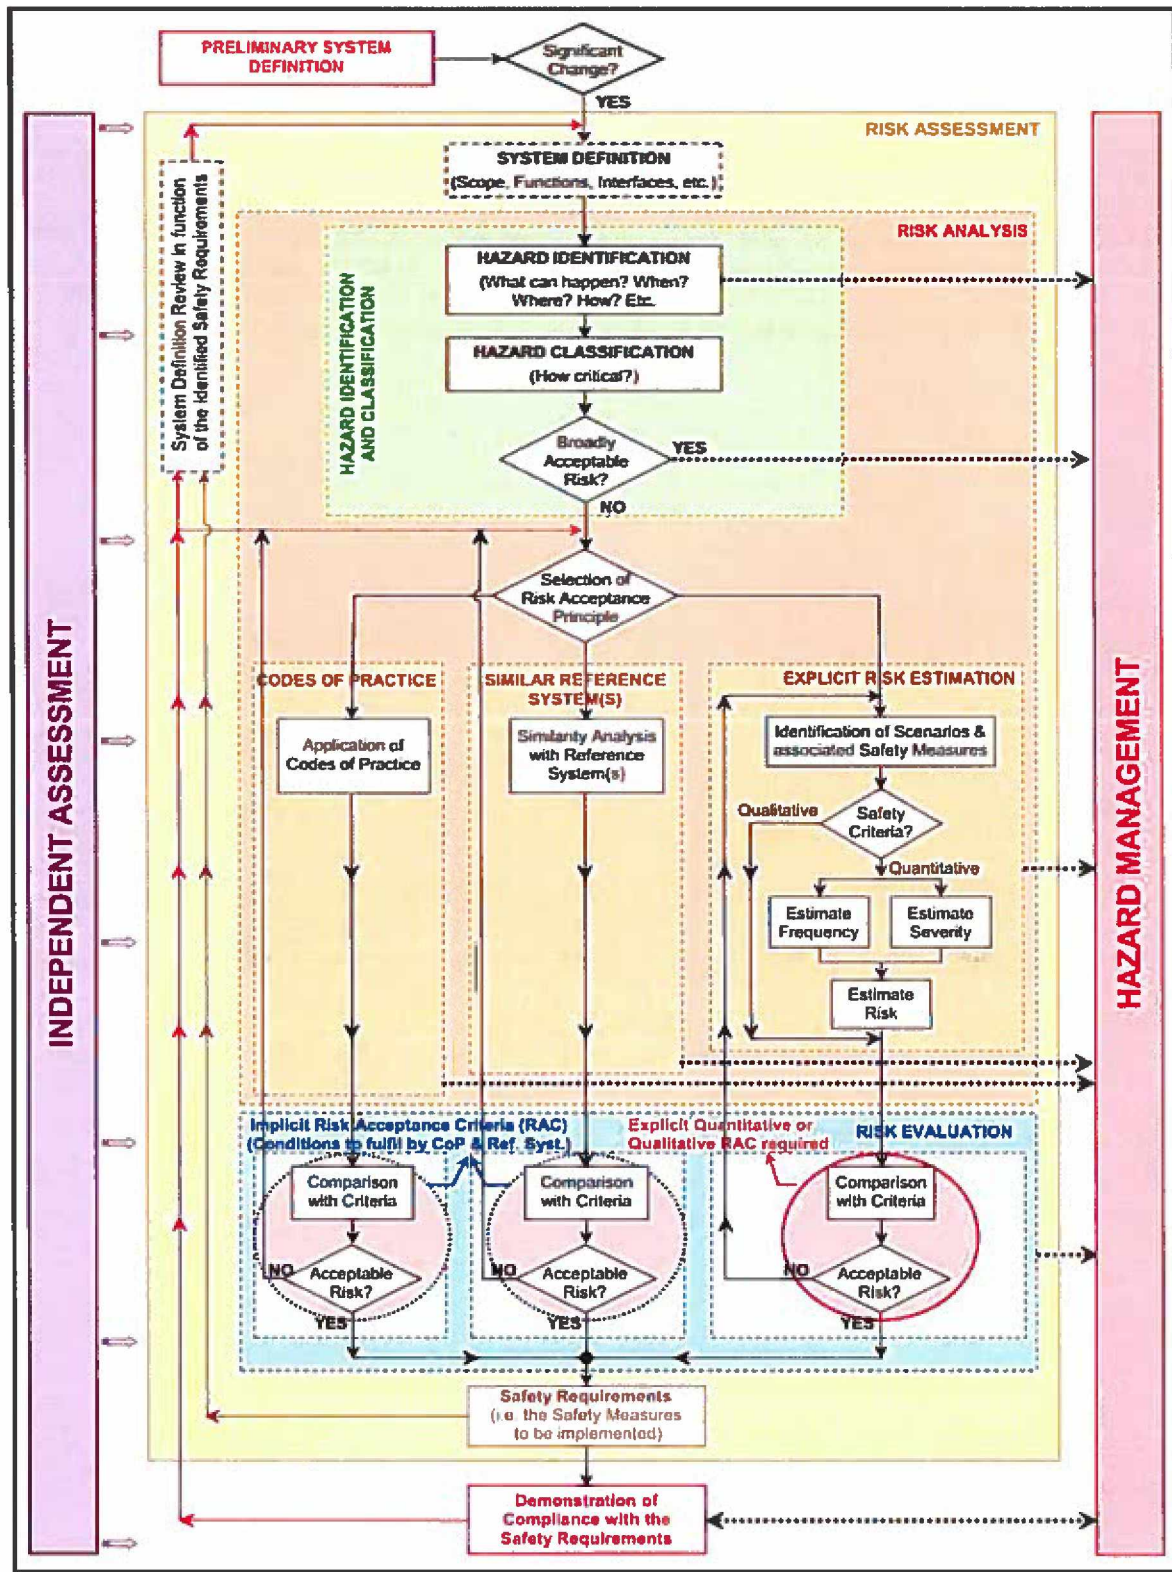 PRELIMINARY SYSTEM
DEFINITION
Significant
Change?
YES
RISK ASSESSMENT
SYSTEM DEFINITION
(Scope, Functions, Interfaces, etc.)
System Definition Review in function
of the Identified Safety Requirements
RISK ANALYSIS
HAZARD IDENTIFICATION
(What can happen? When?
Where? How? Etc.
HAZARD CLASSIFICATION
(How critical?)
HAZARD IDENTIFICATION
AND CLASSIFICATION
Broadly
Acceptable
Risk?
YES
NO
Selection of
Risk Acceptance
Principle
CODES OF PRACTICE
SIMILAR REFERENCE
SYSTEM(S)
EXPLICIT RISK ESTIMATION
Application of
Codes of Practice
Similarity Analysis
with Reference
System(s)
Identification of Scenarios &
associated Safety Measures
Qualitative
Safety
Criteria?
Quantitative
Estimate
Frequency
Estimate
Severity
Estimate
Risk
INDEPENDENT ASSESSMENT
HAZARD MANAGEMENT
Implicit Risk Acceptance Criteria (RAC)
(Conditions to fulfil by CoP & Ref. Syst.)
Explicit Quantitative or
Qualitative RAC required
RISK EVALUATION
Comparison
with Criteria
Comparison
with Criteria
Comparison
with Criteria
NO
Acceptable
Risk?
YES
NO
Acceptable
Risk?
YES
NO
Acceptable
Risk?
YES
Safety Requirements
(i.e. the Safety Measures
to be implemented)
Demonstration of
Compliance with the
Safety Requirements